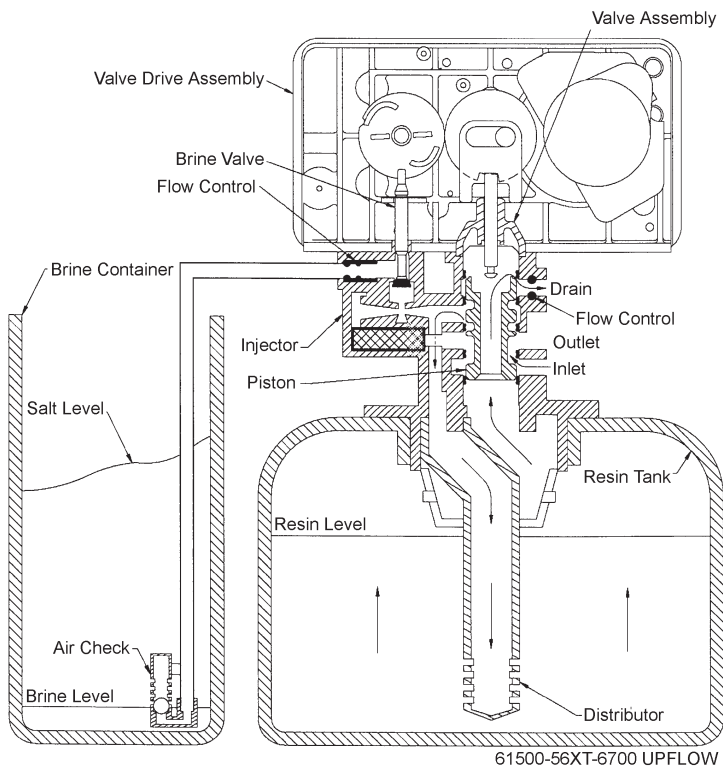 Valve Assembly
Valve Drive Assembly
Brine Valve
Flow Control
Brine Container
Drain
Flow Control
Injector
Outlet
Inlet
Piston
Salt Level
Resin Tank
Resin Level
Air Check
Brine Level
Distributor
61500-56XT-6700 UPFLOW